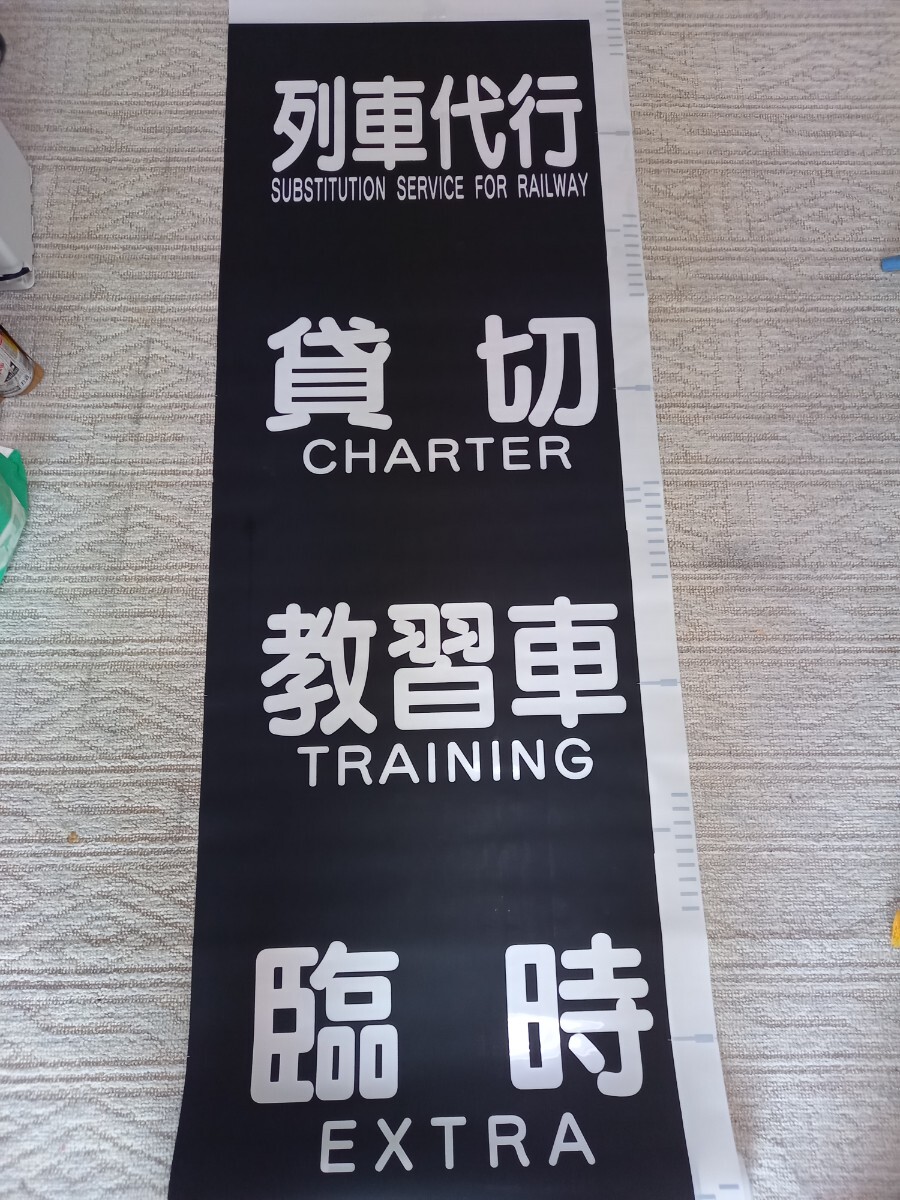 列車代行
SUBSTITUTION SERVICE FOR RAILWAY
貸 切
CHARTER
教習車
TRAINING
臨 時
EXTRA